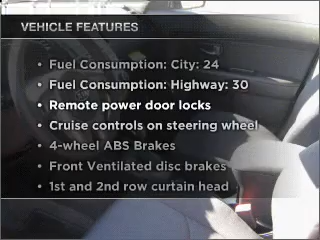 VEHICLE FEATURES
• Fuel Consumption: City: 24
• Fuel Consumption: Highway: 30
• Remote power door locks
• Cruise controls on steering wheel
• 4-wheel ABS Brakes
• Front Ventilated disc brakes
• 1st and 2nd row curtain head